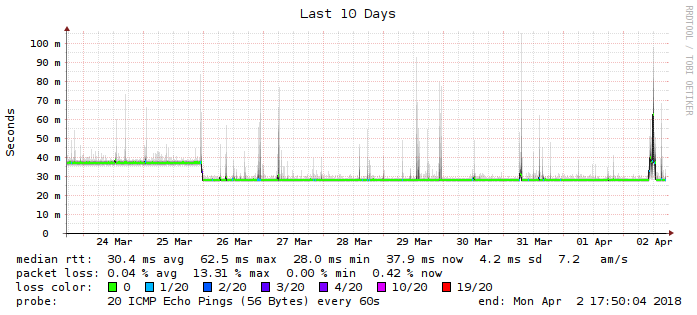 Last 10 Days
RRDTOOL / TOBI OETIKER
Seconds
100 m
90 m
80 m
70 m
60 m
50 m
40 m
30 m
20 m
10 m
0
24 Mar 25 Mar 26 Mar 27 Mar 28 Mar 29 Mar 30 Mar 31 Mar 01 Apr 02 Apr
median rtt: 30.4 ms avg 62.5 ms max 28.0 ms min 37.9 ms now 4.2 ms sd 7.2 am/s
packet loss: 0.04 % avg 13.31 % max 0.00 % min 0.42 % now
loss color: 0 1/20 2/20 3/20 4/20 10/20 19/20
probe: 20 ICMP Echo Pings (56 Bytes) every 60s end: Mon Apr 2 17:50:04 2018